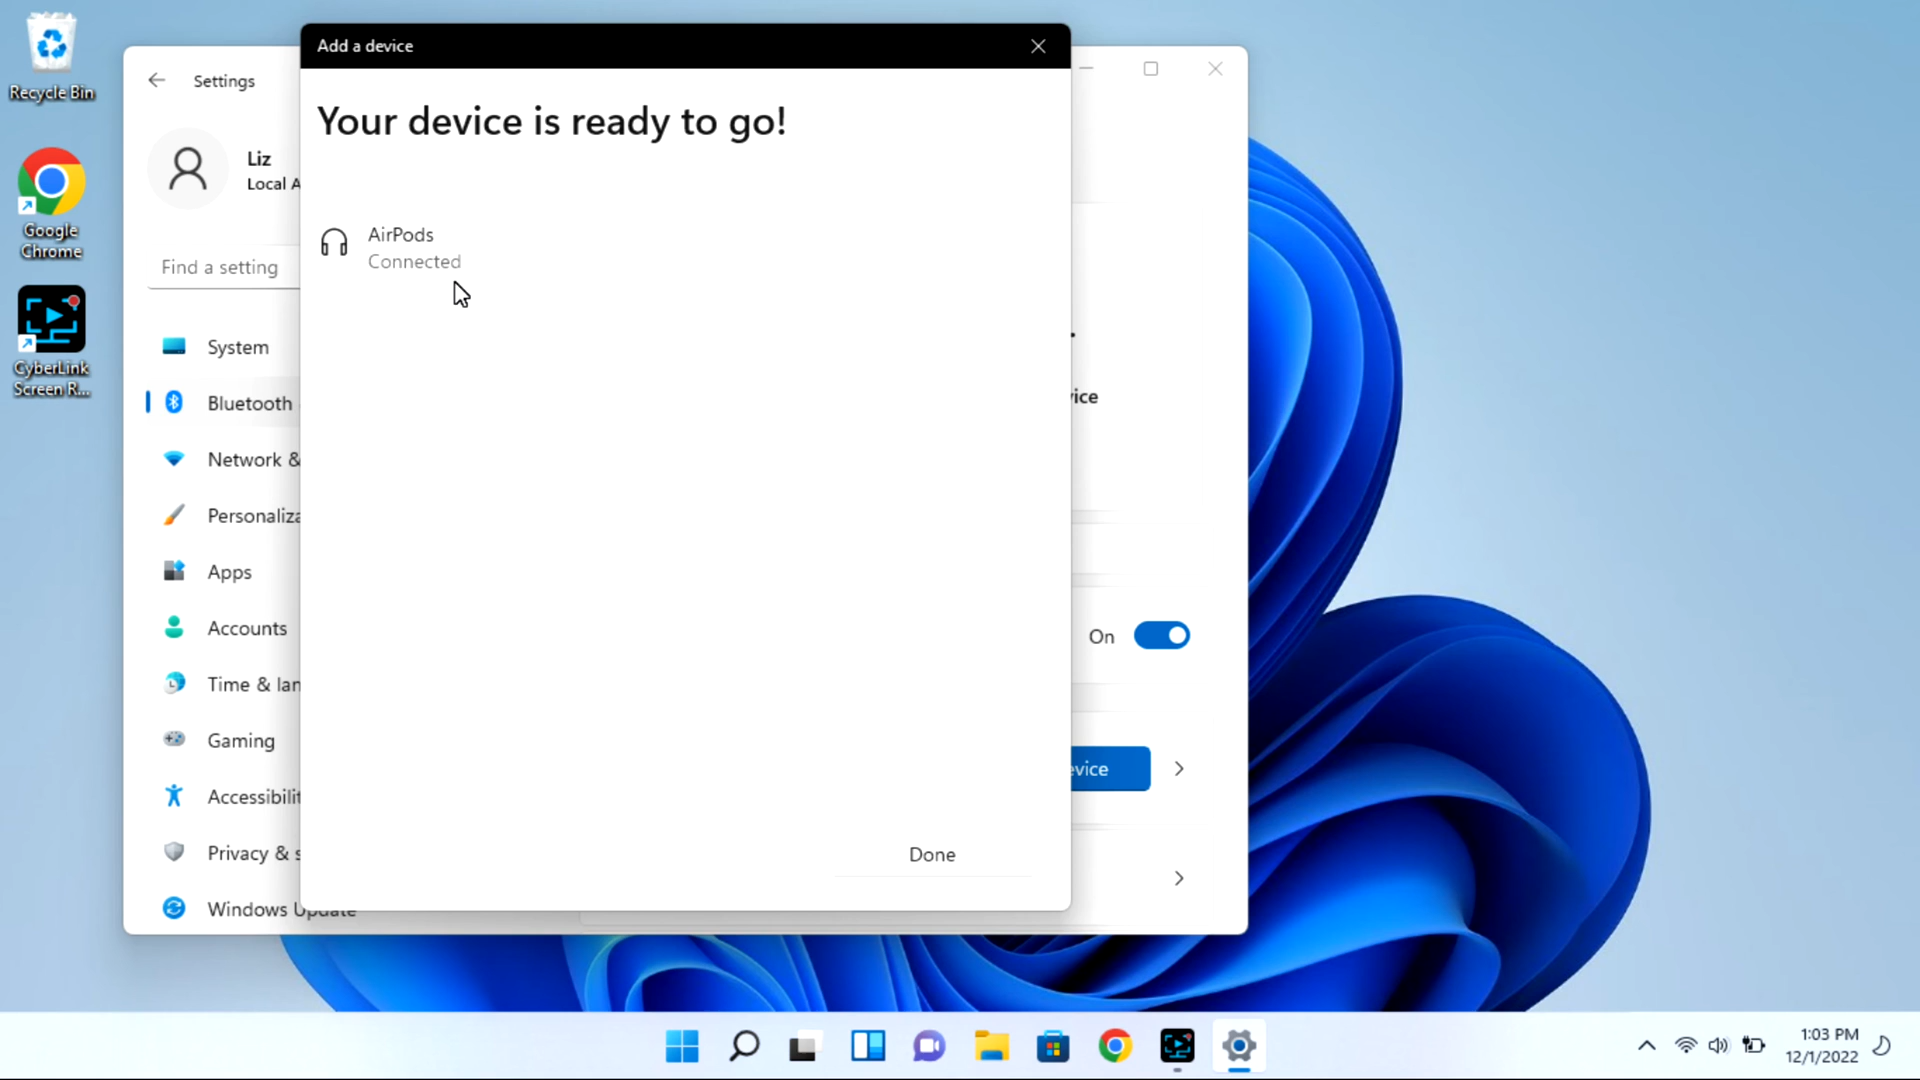 Recycle Bin
Google
Chrome
CyberLink
Screen R...
Settings
Liz
Local A
Find a setting
System
Bluetooth
Network &
Personaliza
Apps
Accounts
Time & lan
Gaming
Accessibilit
Privacy & s
Windows Update
Add a device
Your device is ready to go!
AirPods
Connected
Done
vice
On
evice
1:03 PM
12/1/2022